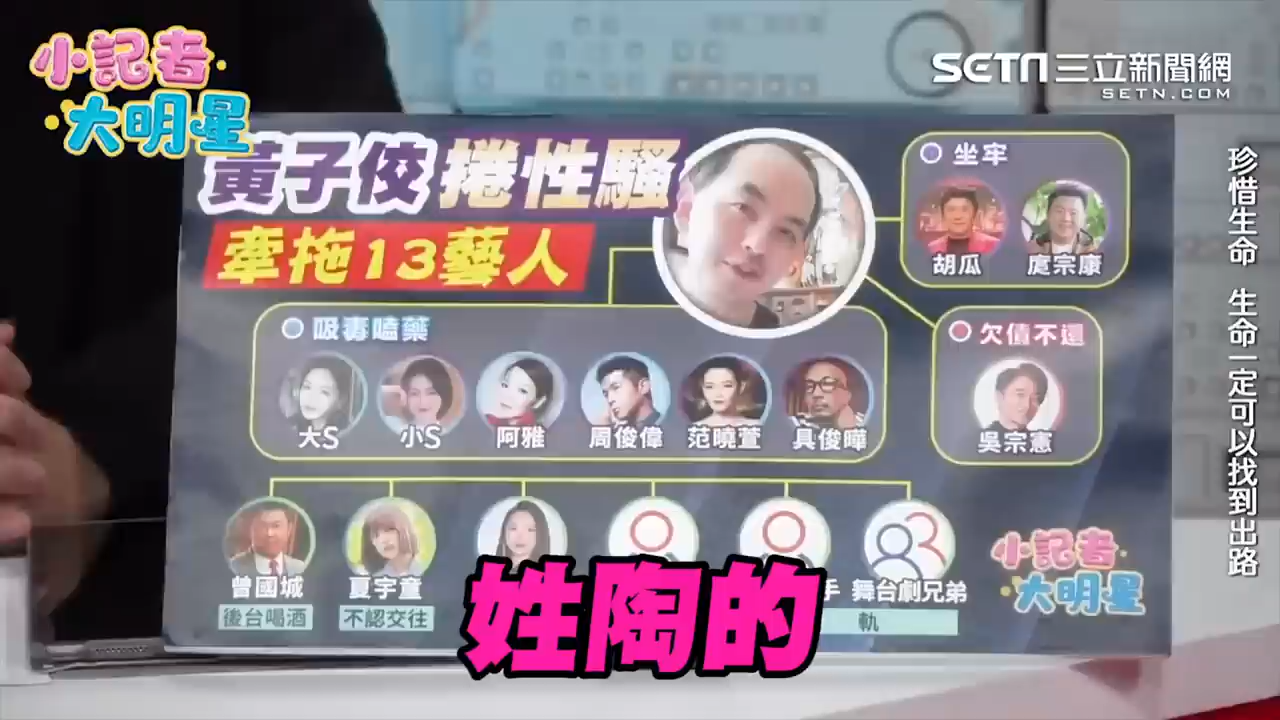 小記者
大明星
SETN三立新聞網
SETN.COM
黃子佼捲性騷
牽拖13藝人
坐牢
胡瓜
庹宗康
欠債不還
吳宗憲
吸毒嗑藥
大S
小S
阿雅
周俊偉
范曉萱
具俊曄
曾國城
後台喝酒
夏宇童
不認交往
手
舞台劇兄弟
軌
小記者
大明星
姓陶的
珍惜生命 生命一定可以找到出路